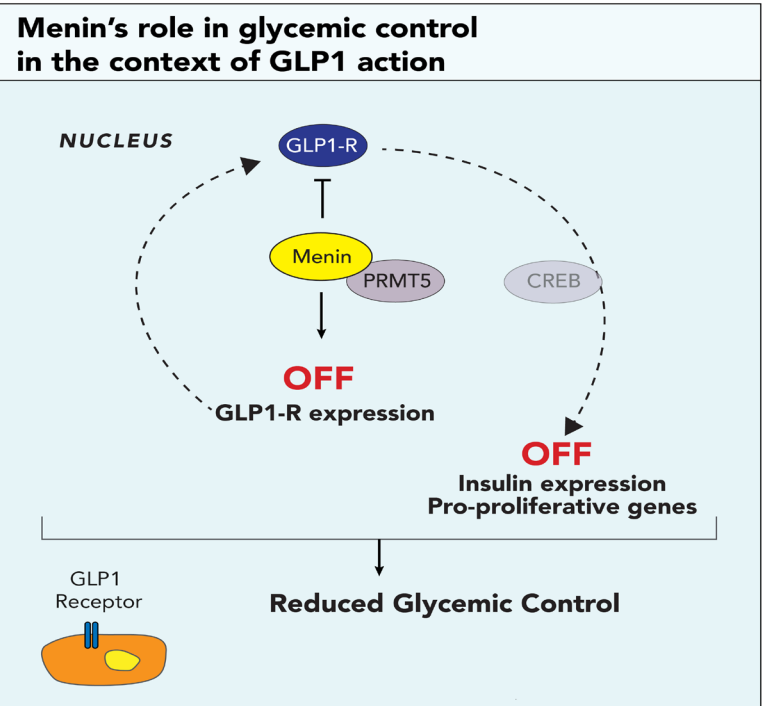 Menin's role in glycemic control
in the context of GLP1 action
NUCLEUS
GLP1-R
Menin
PRMT5
CREB
OFF
GLP1-R expression
OFF
Insulin expression
Pro-proliferative genes
GLP1
Receptor
Reduced Glycemic Control